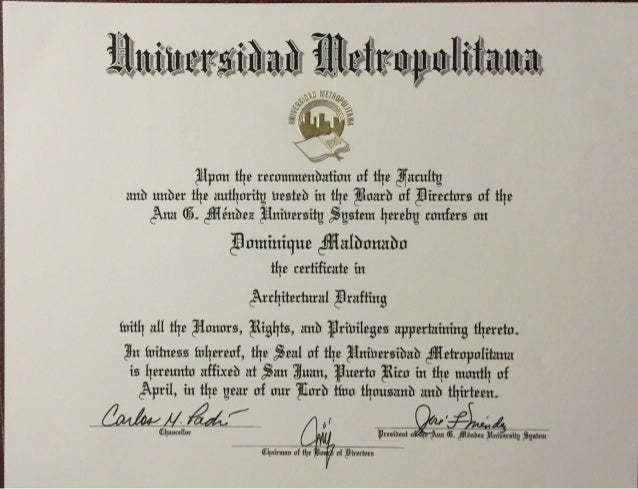 Universidad Metropolitana
UNIVERSIDAD METROPOLITANA
Upon the recommendation of the Faculty
and under the authority vested in the Board of Directors of the
Ana G. Méndez University System hereby confers on
Dominique Maldonado
the certificate in
Architectural Drafting
with all the Honors, Rights, and Privileges appertaining thereto.
In witness whereof, the Seal of the Universidad Metropolitana
is hereunto affixed at San Juan, Puerto Rico in the month of
April, in the year of our Lord two thousand and thirteen.
Carlos M. Padín
Chancellor
José F. Méndez
President of the Ana G. Méndez University System
Chairman of the Board of Directors